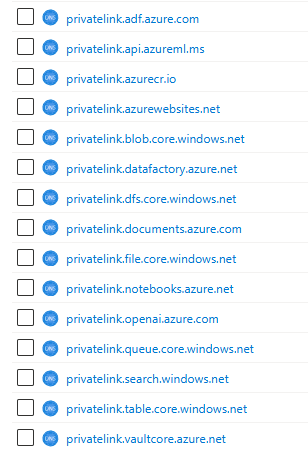 privatelink.adf.azure.com
privatelink.api.azureml.ms
privatelink.azurecr.io
privatelink.azurewebsites.net
privatelink.blob.core.windows.net
privatelink.datafactory.azure.net
privatelink.dfs.core.windows.net
privatelink.documents.azure.com
privatelink.file.core.windows.net
privatelink.notebooks.azure.net
privatelink.openai.azure.com
privatelink.queue.core.windows.net
privatelink.search.windows.net
privatelink.table.core.windows.net
privatelink.vaultcore.azure.net